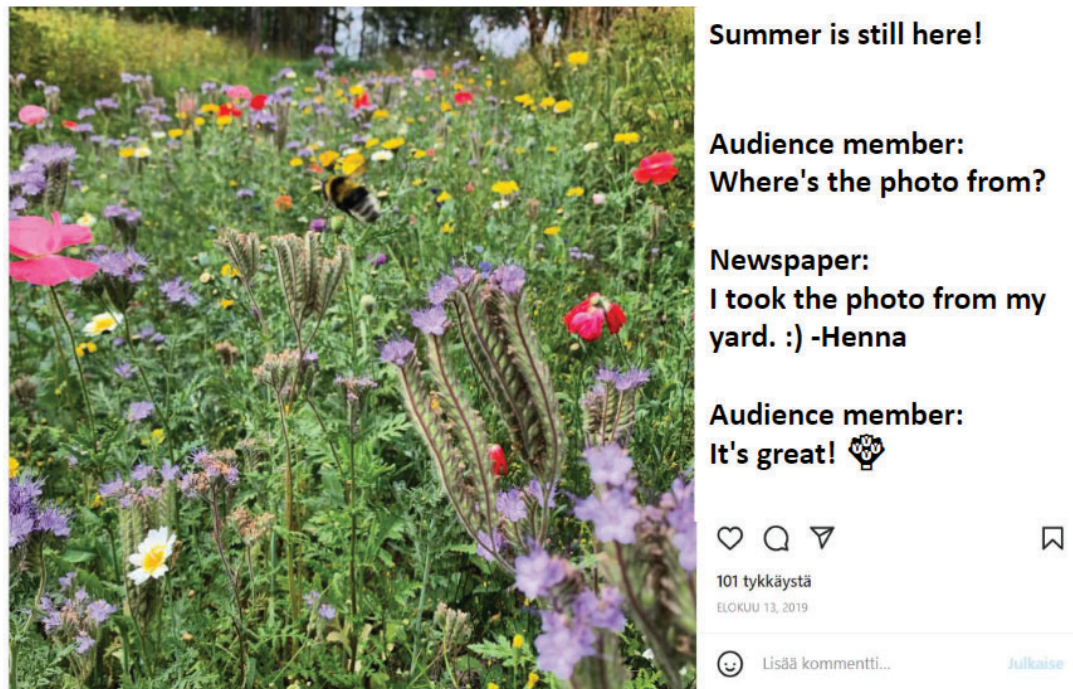 Summer is still here!
Audience member:
Where's the photo from?
Newspaper:
I took the photo from my
yard. :) -Henna
Audience member:
It's great! 💐
101 tykkäystä
ELOKUU 13, 2019
Lisää kommentti...
Julkaise